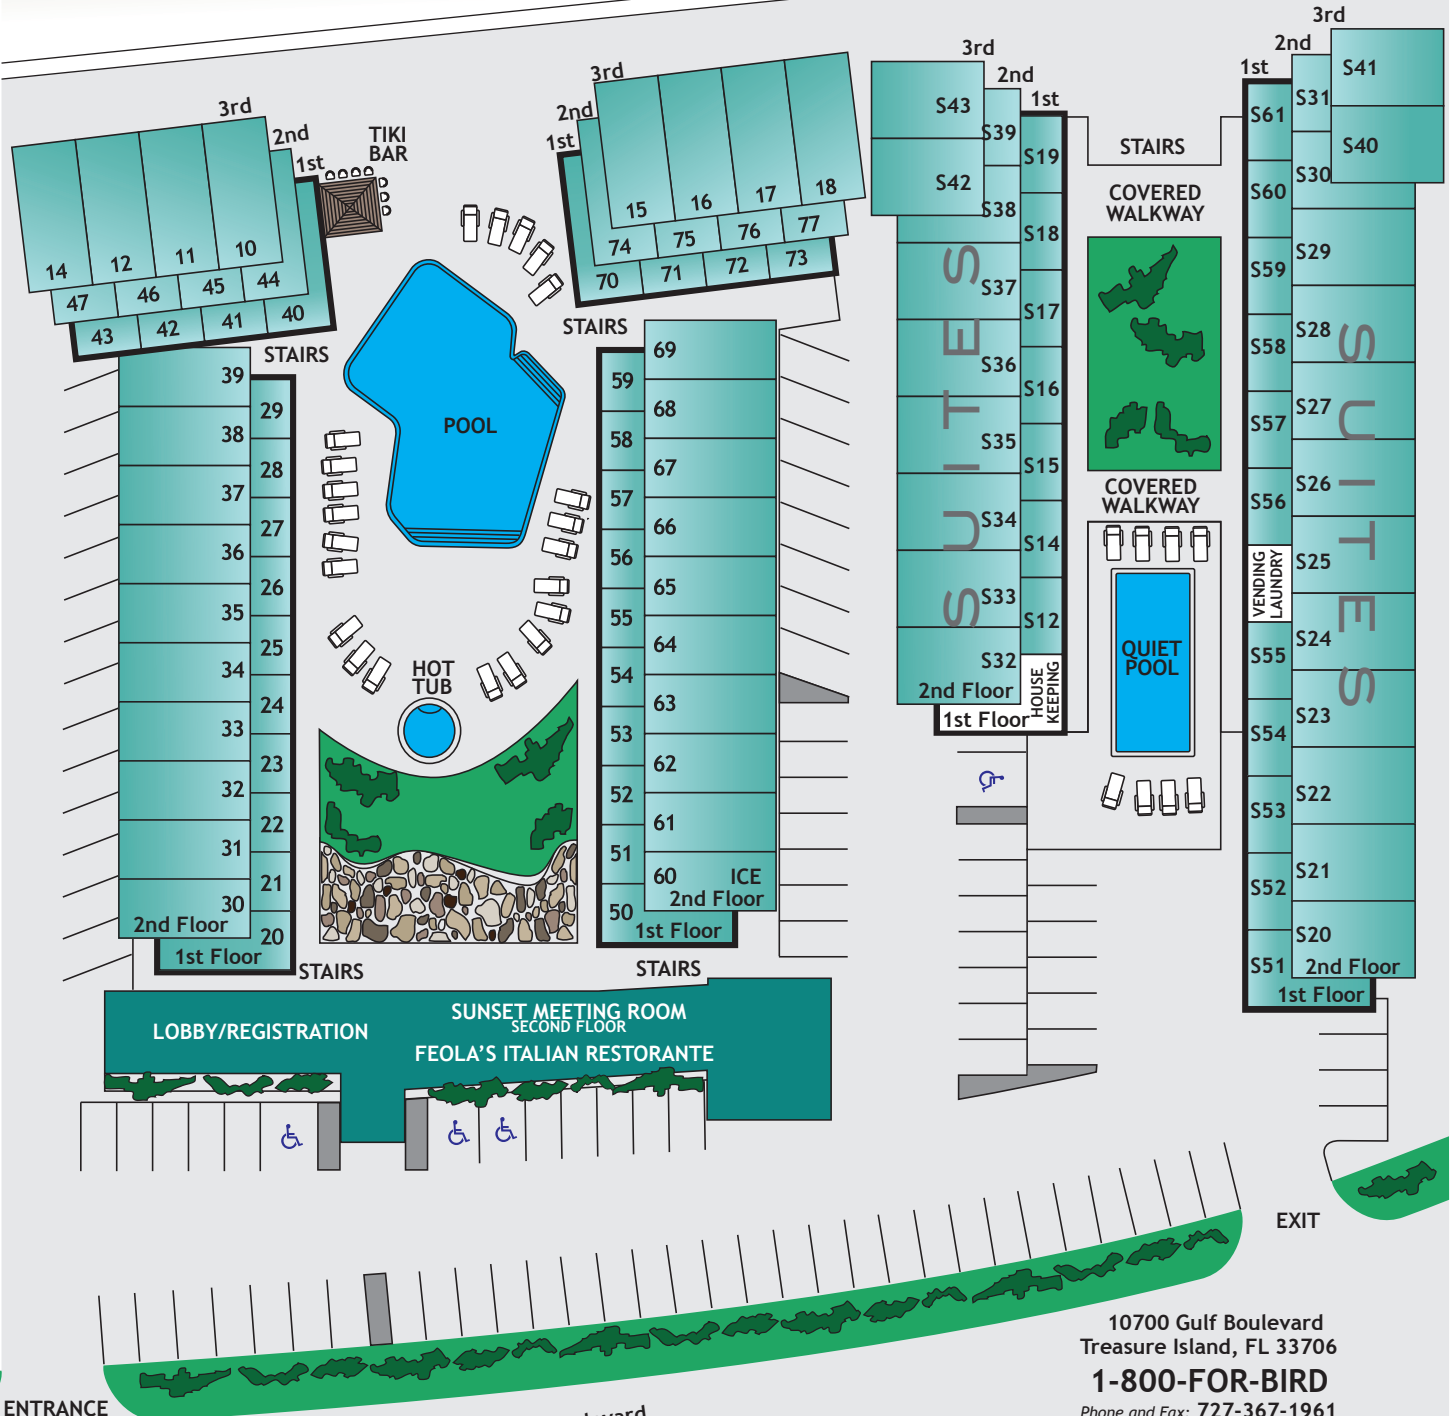 3rd
2nd
1st
14
12
11
10
47
46
45
44
43
42
41
40
TIKI
BAR
3rd
2nd
1st
15
16
17
18
74
75
76
77
70
71
72
73
STAIRS
STAIRS
39
38
37
36
35
34
33
32
31
30
2nd Floor
29
28
27
26
25
24
23
22
21
20
1st Floor
STAIRS
POOL
HOT
TUB
59
58
57
56
55
54
53
52
51
50
1st Floor
69
68
67
66
65
64
63
62
61
60
ICE
2nd Floor
STAIRS
LOBBY/REGISTRATION
SUNSET MEETING ROOM
SECOND FLOOR
FEOLA'S ITALIAN RESTORANTE
3rd
2nd
1st
S43
S42
S39
S38
S37
S36
S35
S34
S33
S32
2nd Floor
S19
S18
S17
S16
S15
S14
S12
HOUSE
KEEPING
1st Floor
SUITES
STAIRS
COVERED
WALKWAY
COVERED
WALKWAY
QUIET
POOL
3rd
2nd
1st
S41
S40
S31
S30
S29
S28
S27
S26
S25
S24
S23
S22
S21
S20
2nd Floor
S61
S60
S59
S58
S57
S56
VENDING
LAUNDRY
S55
S54
S53
S52
S51
1st Floor
SUITES
EXIT
ENTRANCE
10700 Gulf Boulevard
Treasure Island, FL 33706
1-800-FOR-BIRD
Phone and Fax: 727-367-1961